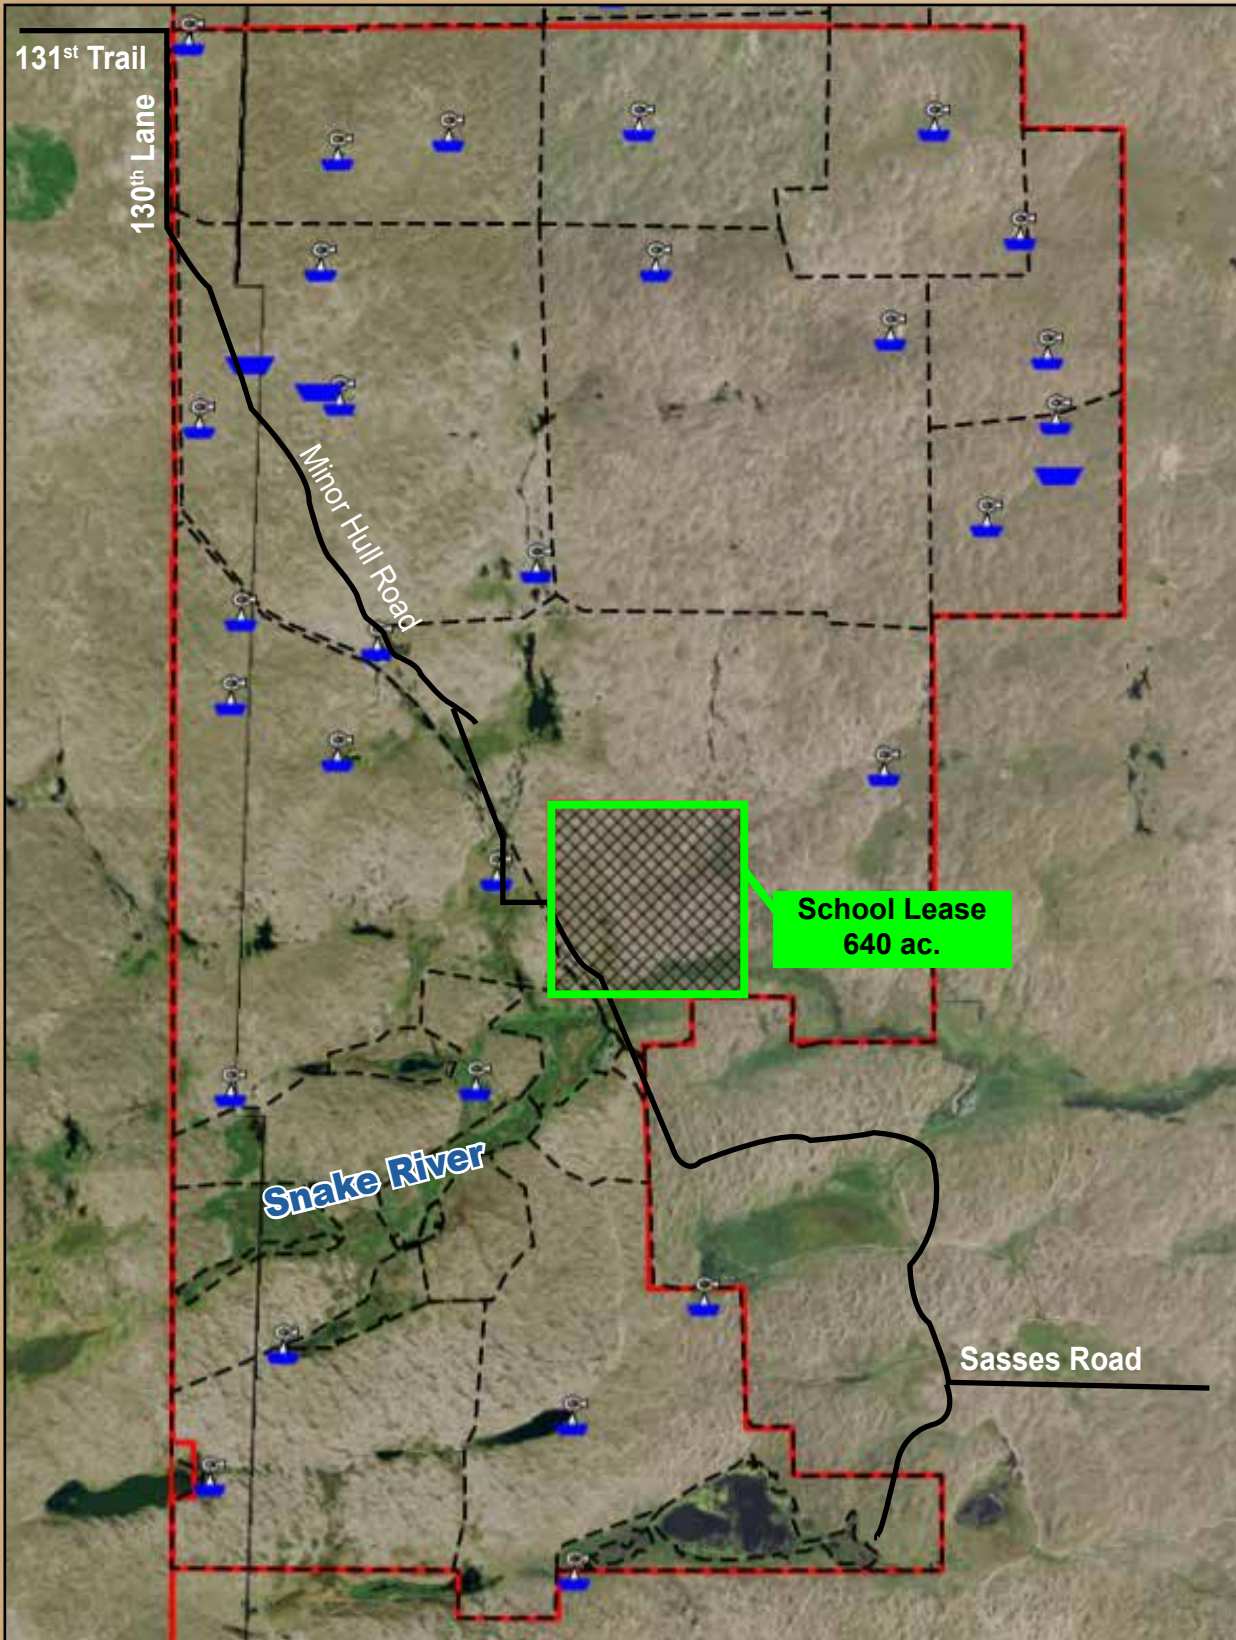 131st Trail
130th Lane
Minor Hull Road
School Lease
640 ac.
Snake River
Sasses Road